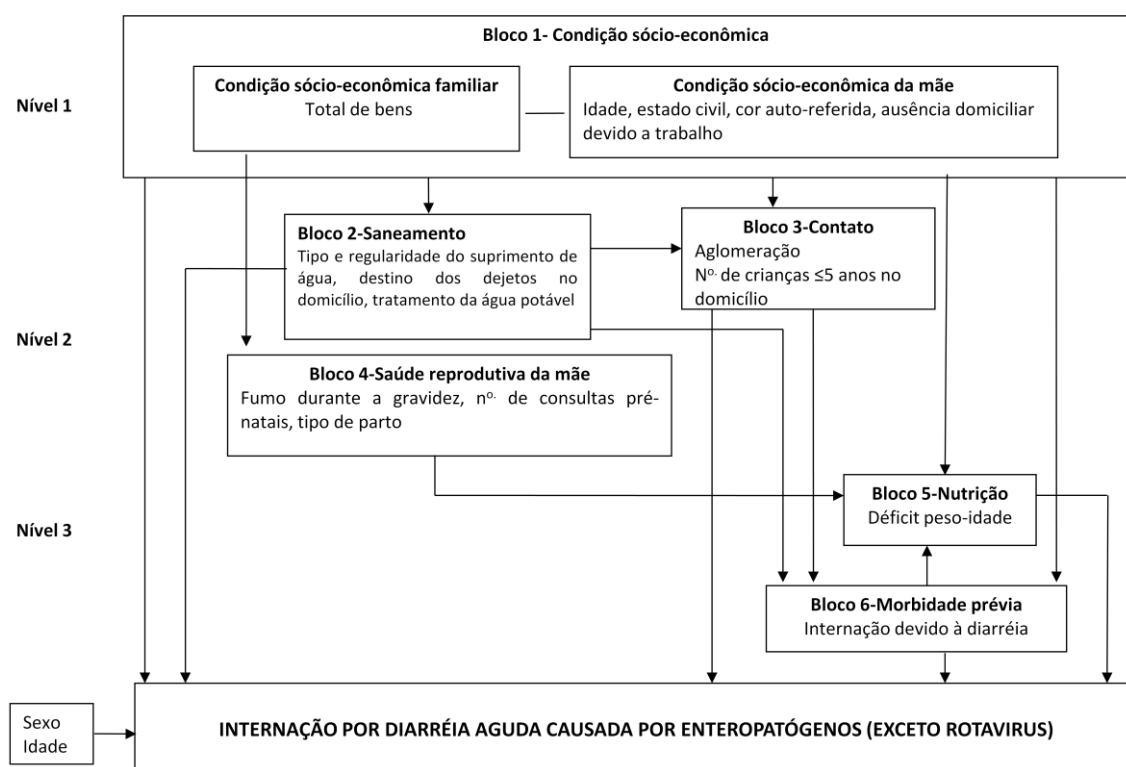 Bloco 1- Condição sócio-econômica
Nível 1
Condição sócio-econômica familiar
Total de bens
Condição sócio-econômica da mãe
Idade, estado civil, cor auto-referida, ausência domiciliar
devido a trabalho
Bloco 2-Saneamento
Tipo e regularidade do suprimento de
água, destino dos dejetos no
domicílio, tratamento da água potável
Bloco 3-Contato
Aglomeração
Nº. de crianças ≤5 anos no
domicílio
Nível 2
Bloco 4-Saúde reprodutiva da mãe
Fumo durante a gravidez, nº. de consultas pré-
natais, tipo de parto
Bloco 5-Nutrição
Déficit peso-idade
Nível 3
Bloco 6-Morbidade prévia
Internação devido à diarréia
Sexo
Idade
INTERNAÇÃO POR DIARRÉIA AGUDA CAUSADA POR ENTEROPATÓGENOS (EXCETO ROTAVIRUS)